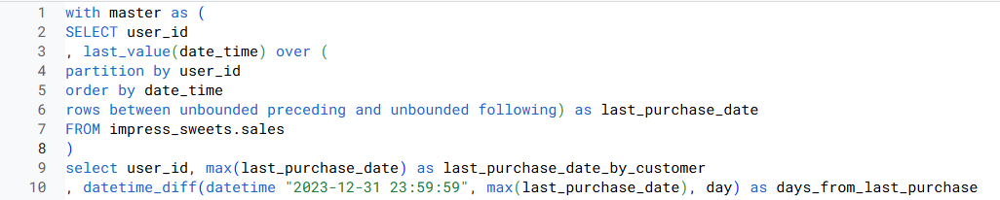 1 with master as (
2 SELECT user_id
3 , last_value(date_time) over (
4 partition by user_id
5 order by date_time
6 rows between unbounded preceding and unbounded following) as last_purchase_date
7 FROM impress_sweets.sales
8 )
9 select user_id, max(last_purchase_date) as last_purchase_date_by_customer
10 , datetime_diff(datetime "2023-12-31 23:59:59", max(last_purchase_date), day) as days_from_last_purchase